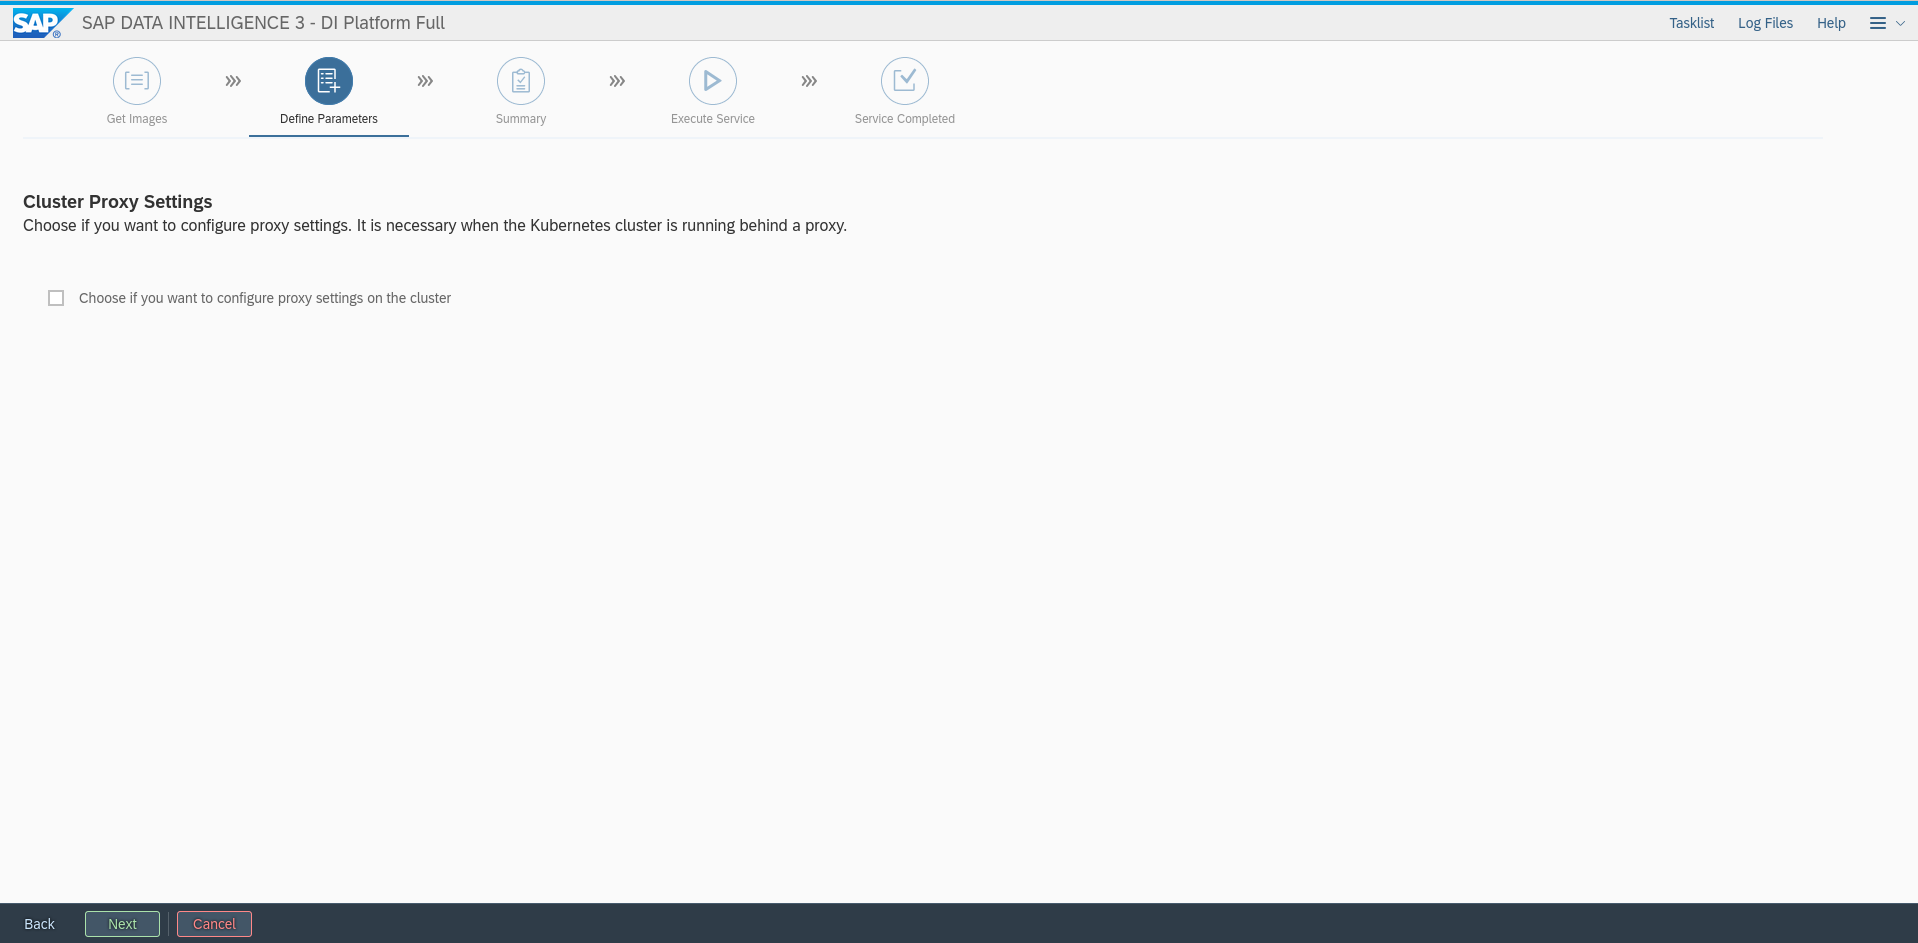 SAP ® SAP DATA INTELLIGENCE 3 - DI Platform Full Tasklist Log Files Help
Get Images Define Parameters Summary Execute Service Service Completed
Cluster Proxy Settings
Choose if you want to configure proxy settings. It is necessary when the Kubernetes cluster is running behind a proxy.
Choose if you want to configure proxy settings on the cluster
Back Next Cancel